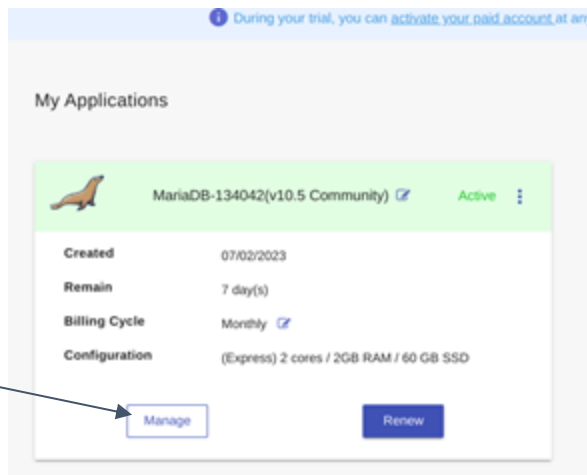 During your trial, you can activate your paid account at
My Applications
MariaDB-134042(v10.5 Community) Active
Created 07/02/2023
Remain 7 day(s)
Billing Cycle Monthly
Configuration (Express) 2 cores / 2GB RAM / 60 GB SSD
Manage Renew